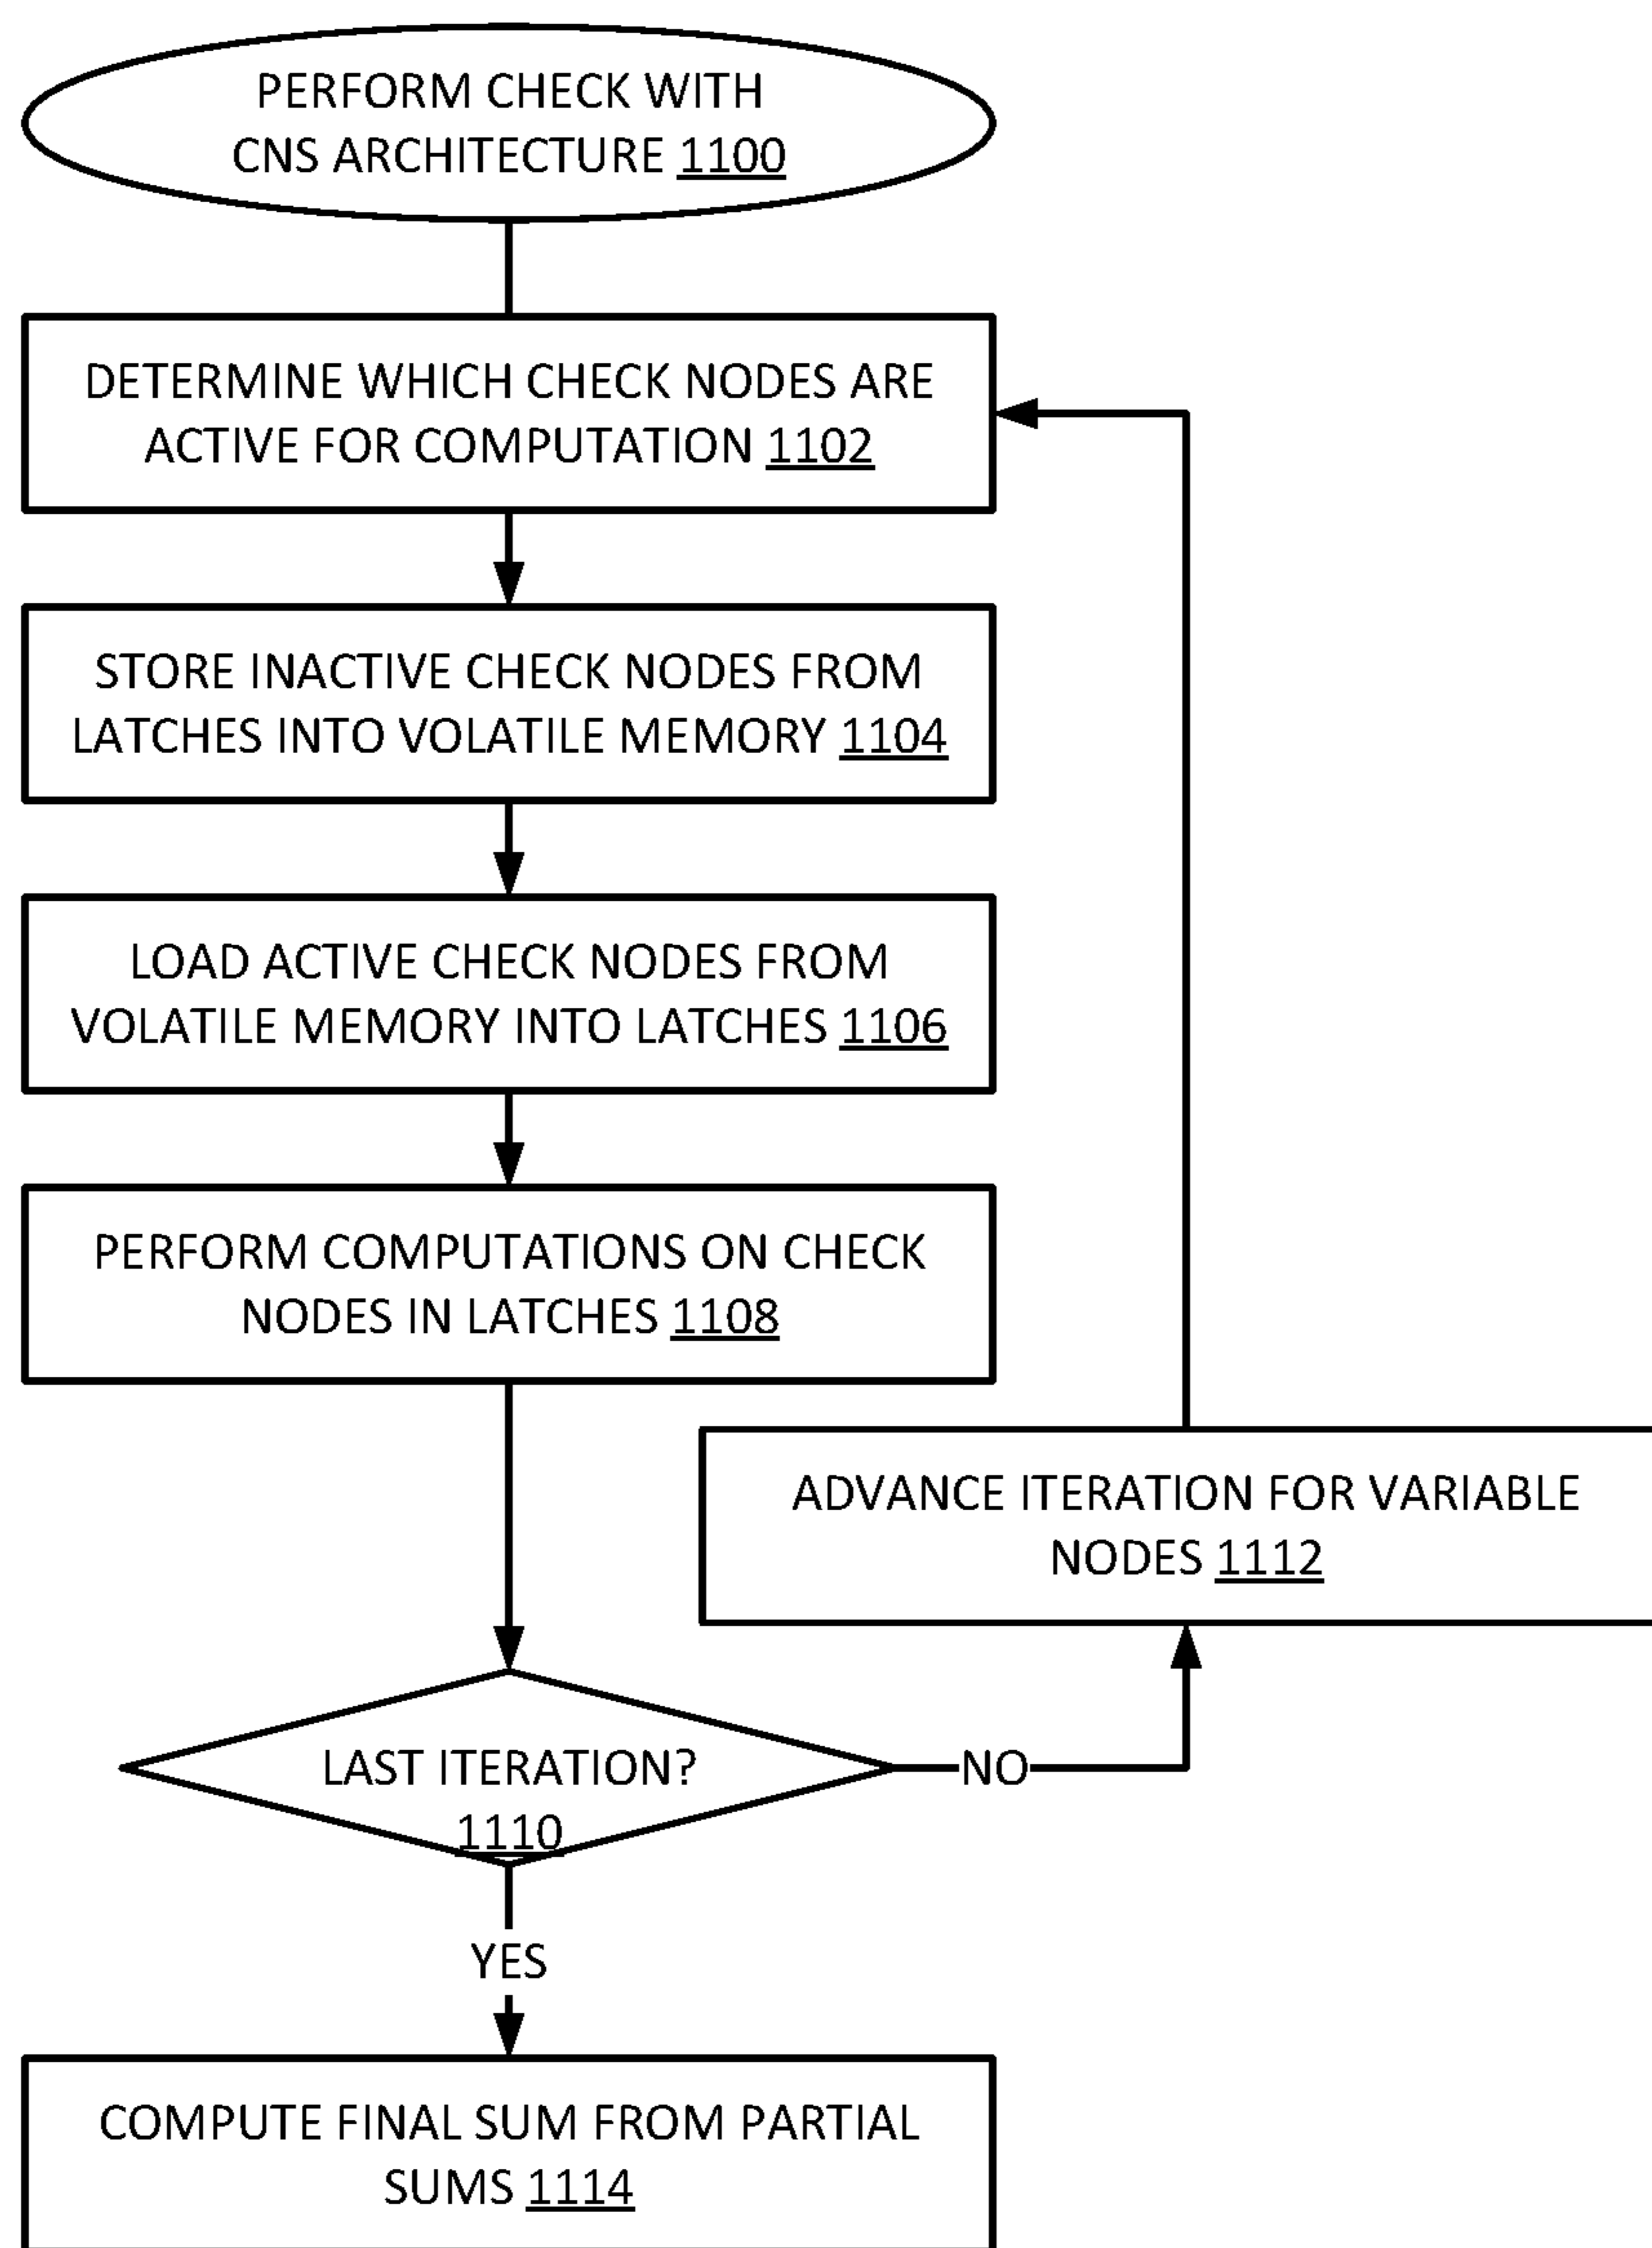 PERFORM CHECK WITH
CNS ARCHITECTURE 1100
DETERMINE WHICH CHECK NODES ARE
ACTIVE FOR COMPUTATION 1102
STORE INACTIVE CHECK NODES FROM
LATCHES INTO VOLATILE MEMORY 1104
LOAD ACTIVE CHECK NODES FROM
VOLATILE MEMORY INTO LATCHES 1106
PERFORM COMPUTATIONS ON CHECK
NODES IN LATCHES 1108
ADVANCE ITERATION FOR VARIABLE
NODES 1112
LAST ITERATION?
1110
NO
YES
COMPUTE FINAL SUM FROM PARTIAL
SUMS 1114